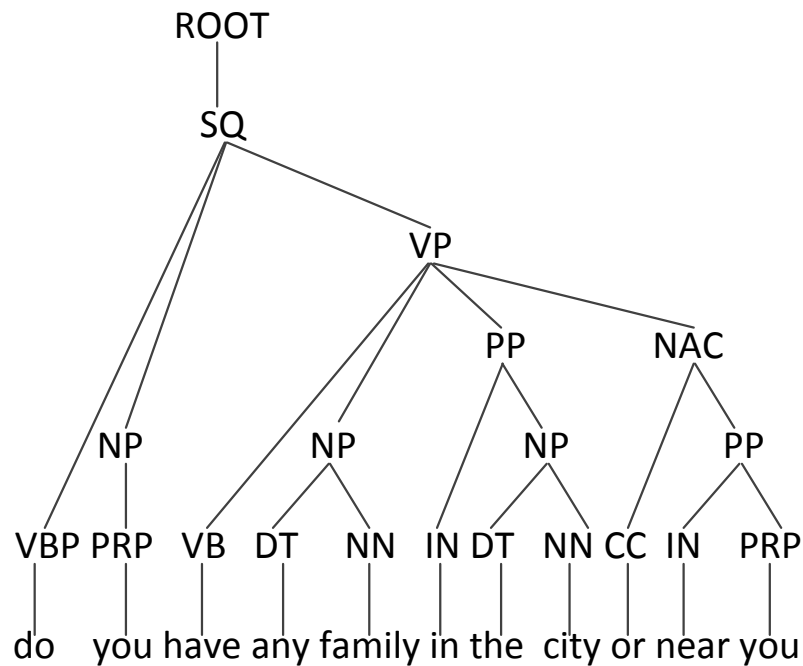 ROOT
SQ
VP
PP NAC
NP NP NP PP
VBP PRP VB DT NN IN DT NN CC IN PRP
do you have any family in the city or near you